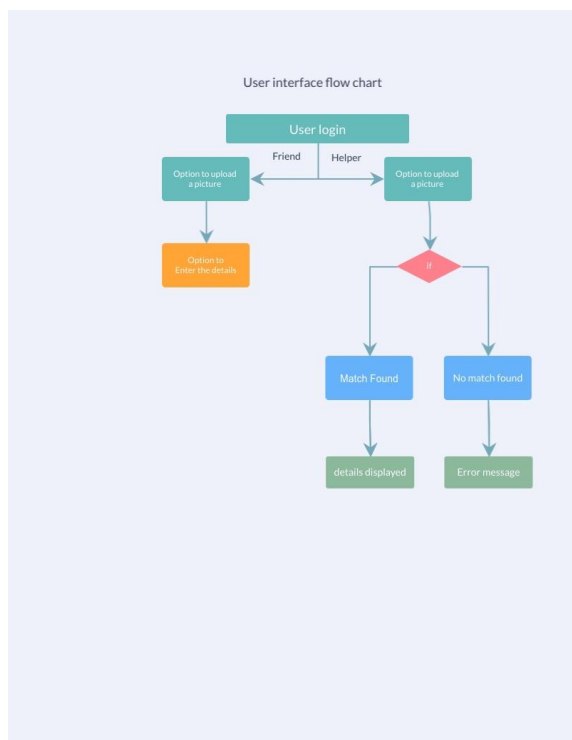 User interface flow chart
User login
Friend
Helper
Option to upload
a picture
Option to upload
a picture
Option to
Enter the details
if
Match Found
No match found
details displayed
Error message